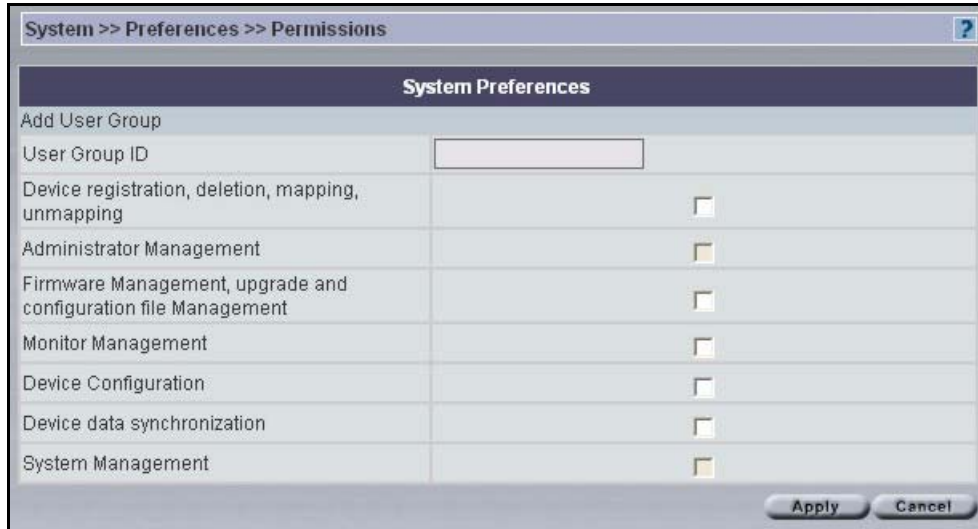 System >> Preferences >> Permissions
?
System Preferences
Add User Group
User Group ID
Device registration, deletion, mapping,
unmapping
Administrator Management
Firmware Management, upgrade and
configuration file Management
Monitor Management
Device Configuration
Device data synchronization
System Management
Apply
Cancel